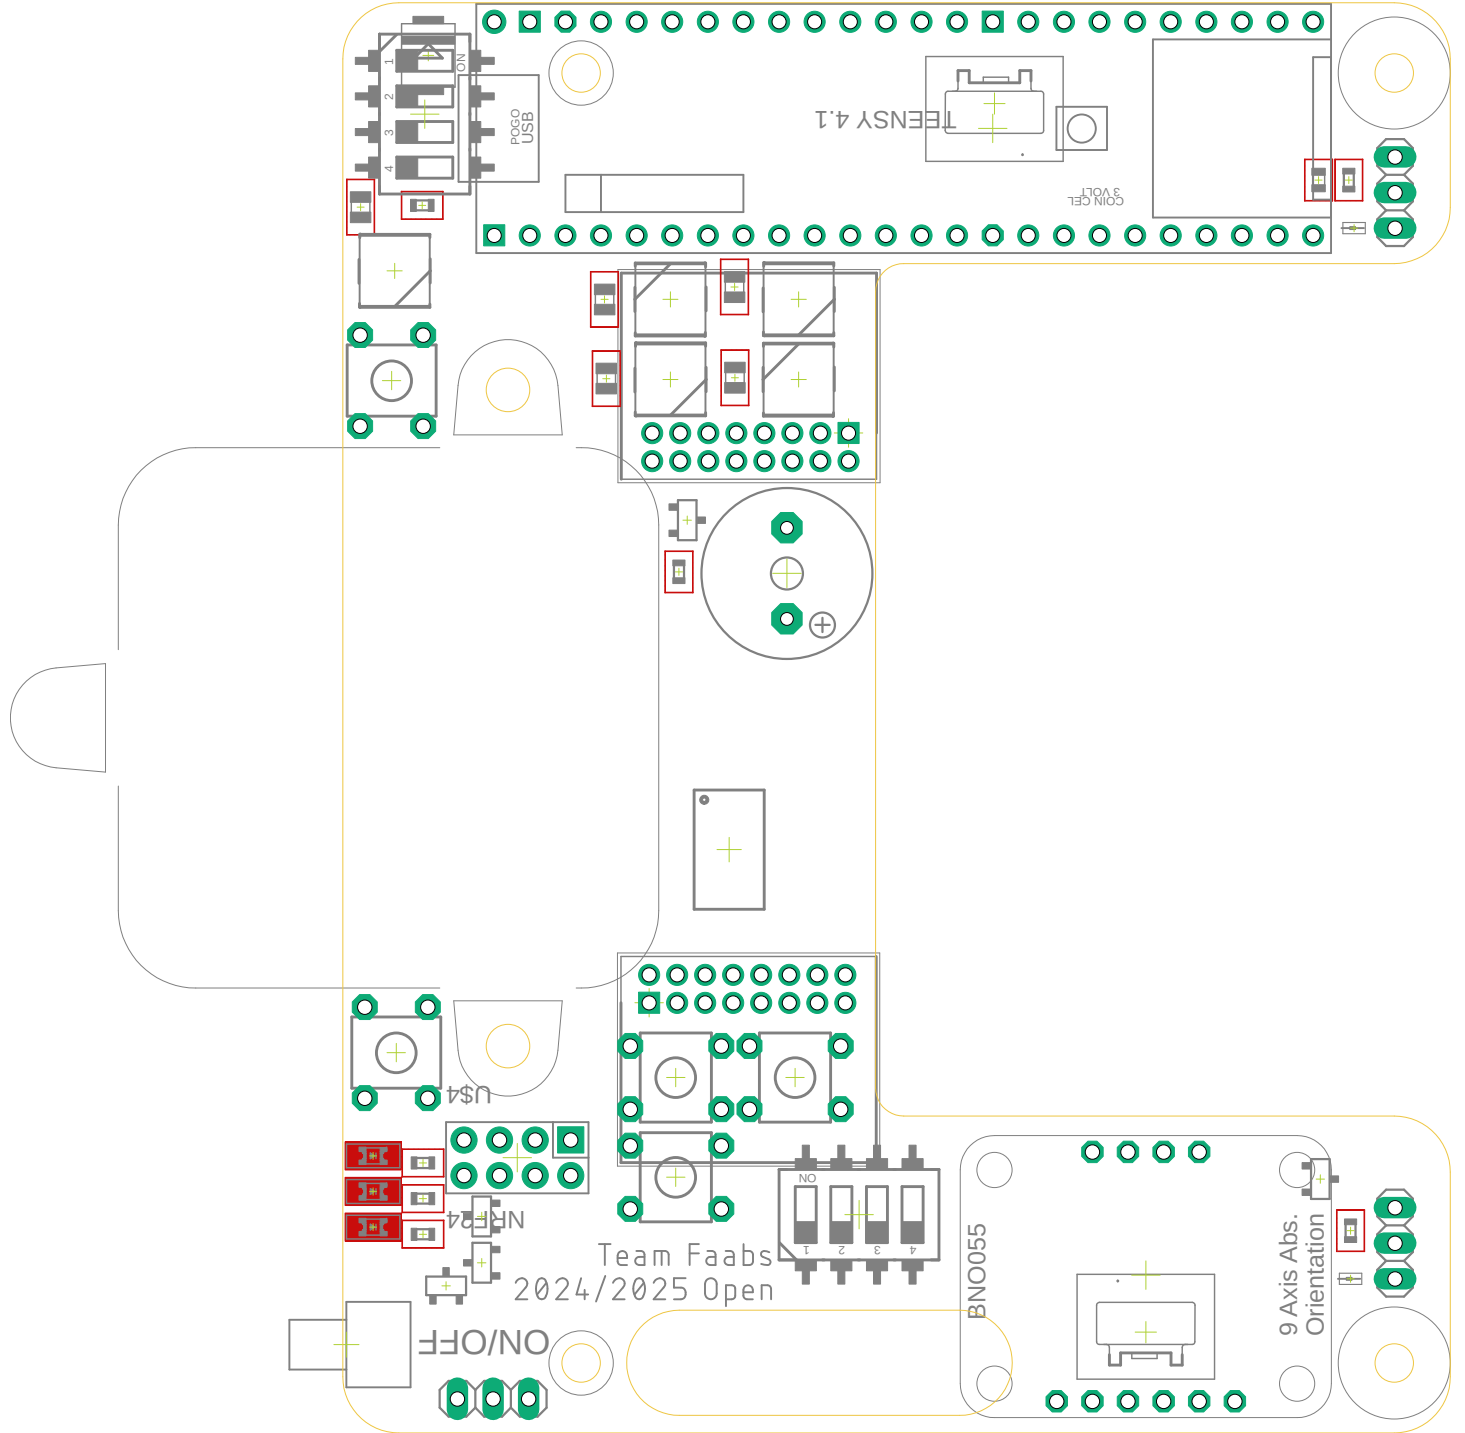 ON
1
2
3
4
POGO
USB
TEENSY 4.1
COIN CEL
3 VOLT
U$4
NRF24
ON
1
2
3
4
Team Faabs
2024/2025 Open
ON/OFF
BNO055
9 Axis Abs.
Orientation